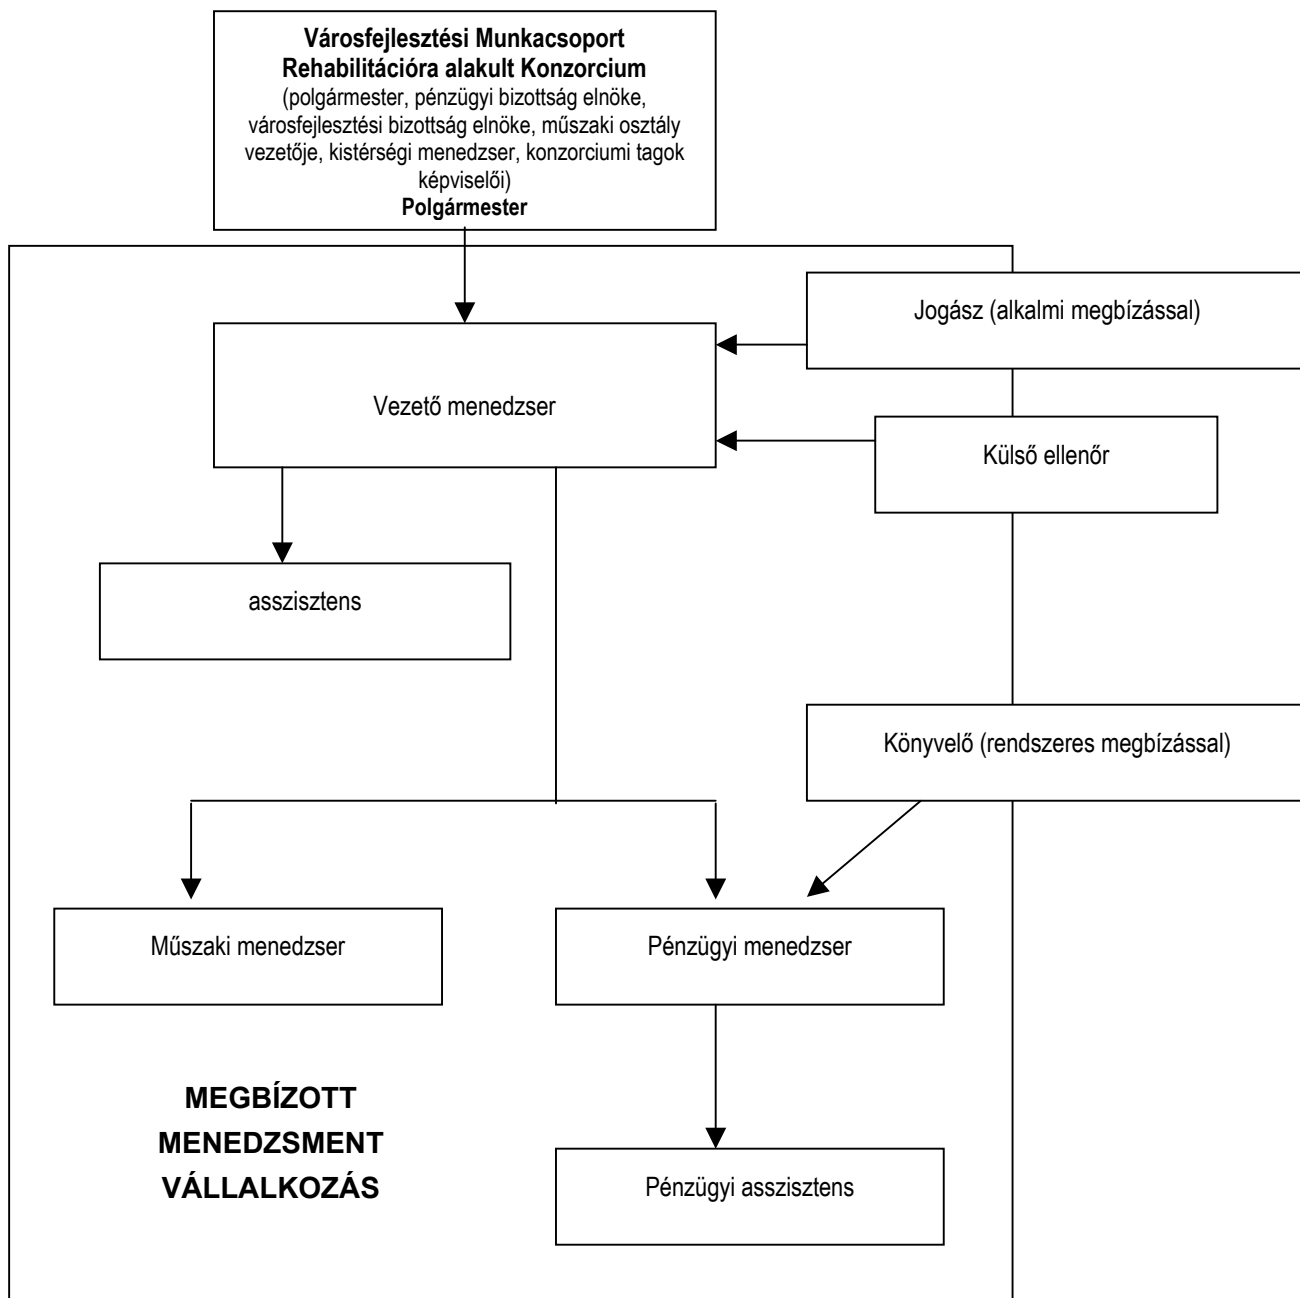 Városfejlesztési Munkacsoport
Rehabilitációra alakult Konzorcium
(polgármester, pénzügyi bizottság elnöke,
városfejlesztési bizottság elnöke, műszaki osztály
vezetője, kistérségi menedzser, konzorciumi tagok
képviselői)
Polgármester
Jogász (alkalmi megbízással)
Vezető menedzser
Külső ellenőr
asszisztens
Könyvelő (rendszeres megbízással)
Műszaki menedzser
Pénzügyi menedzser
MEGBÍZOTT
MENEDZSMENT
VÁLLALKOZÁS
Pénzügyi asszisztens